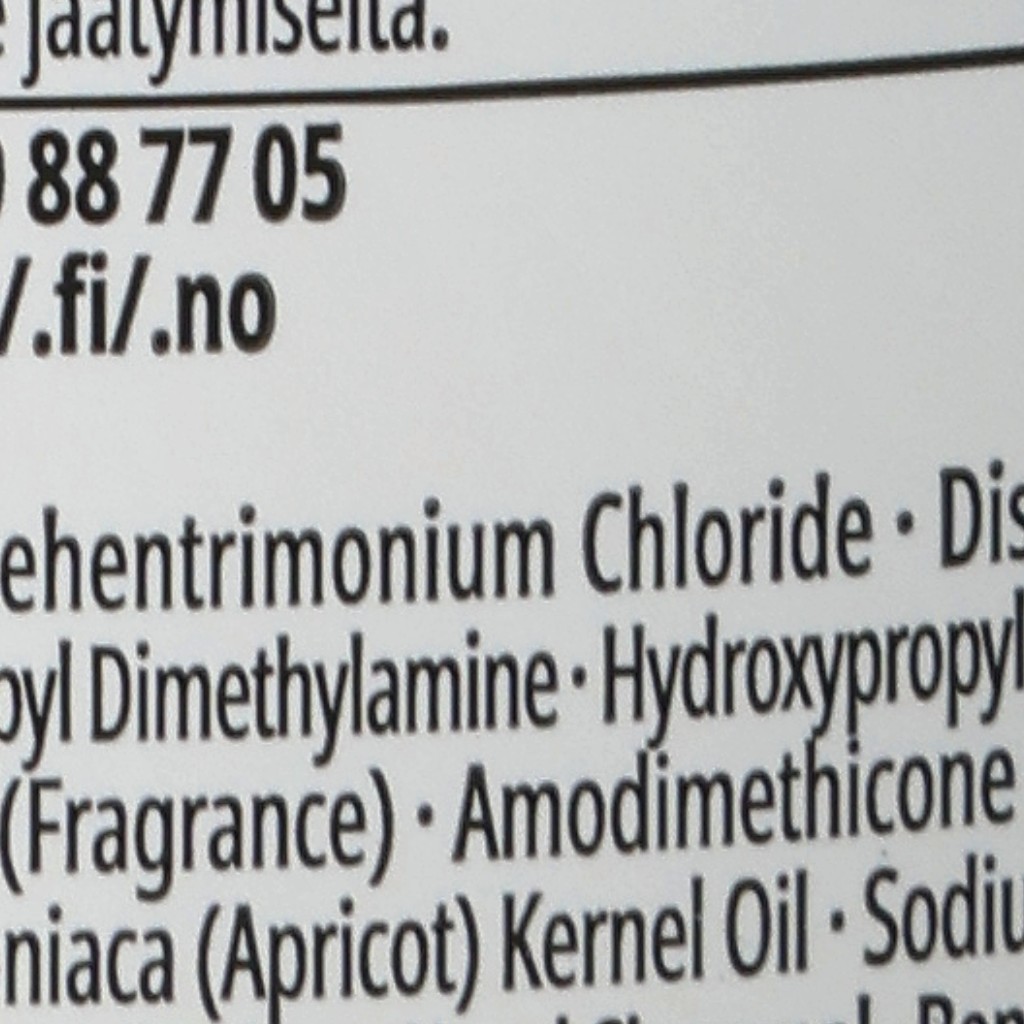 jäätymiseltä.
88 77 05
/.fi/.no
ehentrimonium Chloride · Dis
pyl Dimethylamine · Hydroxypropyl
(Fragrance) · Amodimethicone
niaca (Apricot) Kernel Oil · Sodiu